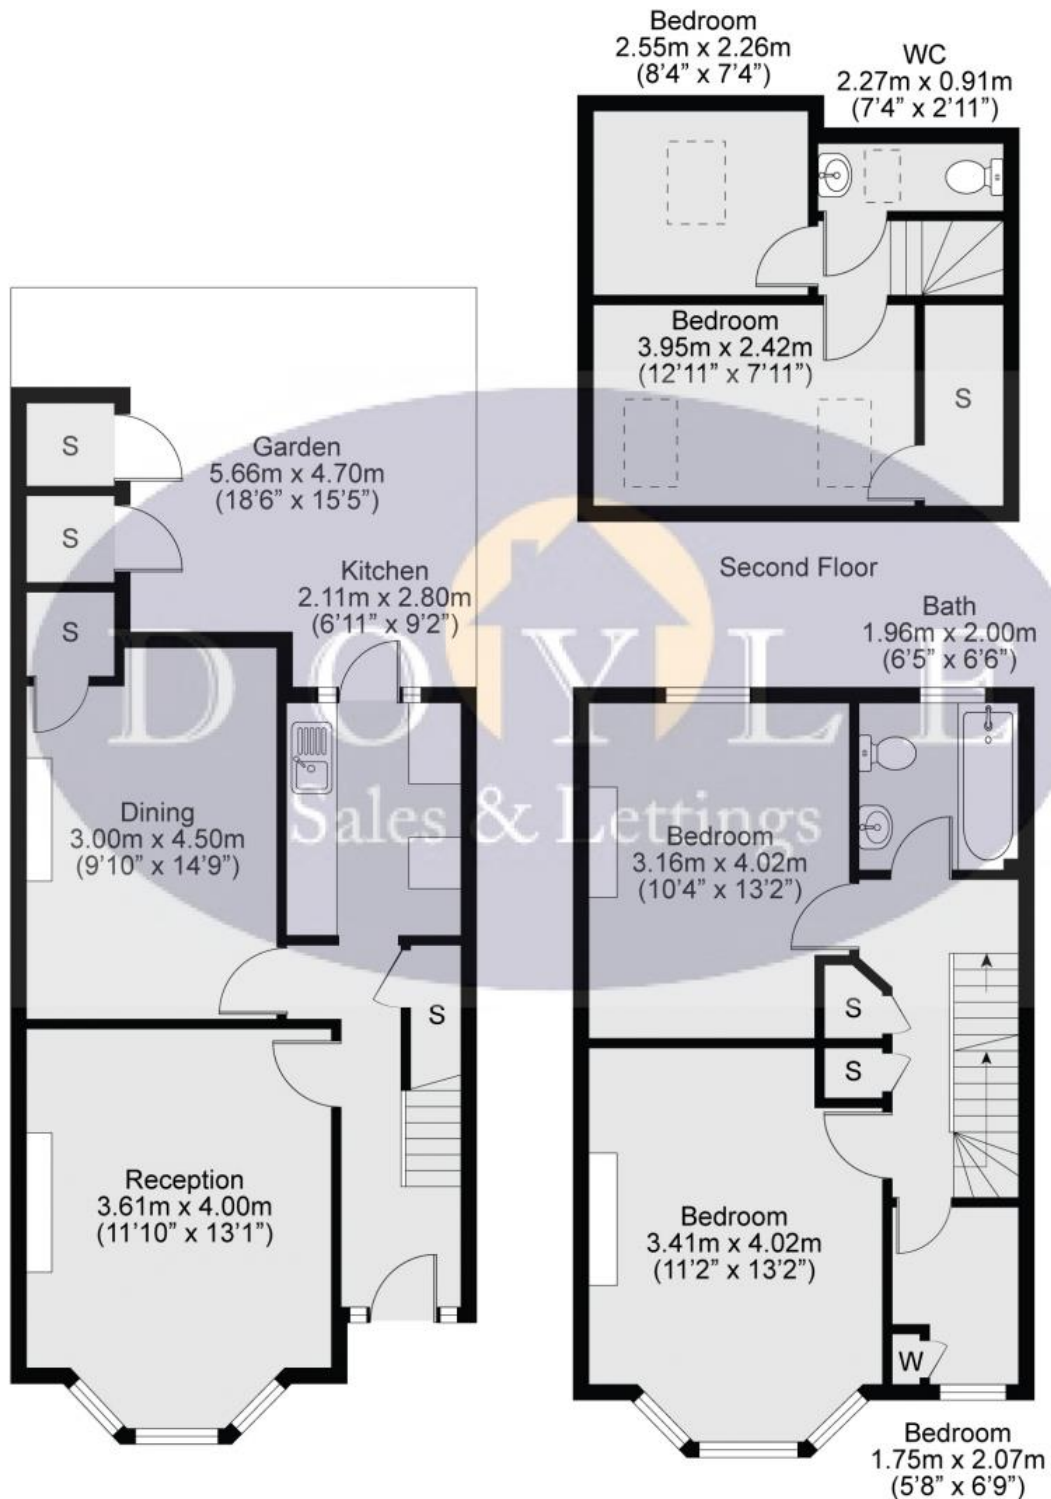 Bedroom
2.55m x 2.26m
(8'4" x 7'4")
WC
2.27m x 0.91m
(7'4" x 2'11")
Bedroom
3.95m x 2.42m
(12'11" x 7'11")
S
Second Floor
S
Garden
5.66m x 4.70m
(18'6" x 15'5")
S
S
Kitchen
2.11m x 2.80m
(6'11" x 9'2")
Dining
3.00m x 4.50m
(9'10" x 14'9")
S
Reception
3.61m x 4.00m
(11'10" x 13'1")
Bath
1.96m x 2.00m
(6'5" x 6'6")
DOYLE
Sales & Lettings
Bedroom
3.16m x 4.02m
(10'4" x 13'2")
S
S
Bedroom
3.41m x 4.02m
(11'2" x 13'2")
W
Bedroom
1.75m x 2.07m
(5'8" x 6'9")